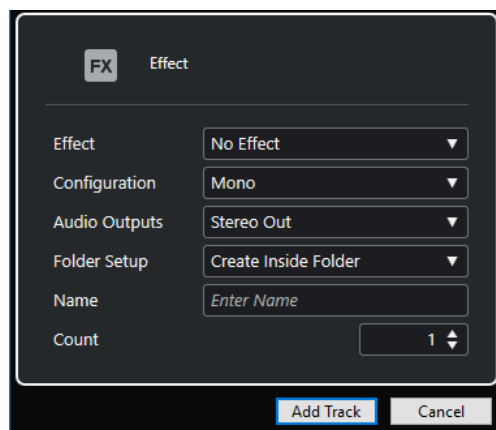 FX Effect
Effect No Effect
Configuration Mono
Audio Outputs Stereo Out
Folder Setup Create Inside Folder
Name Enter Name
Count 1
Add Track Cancel